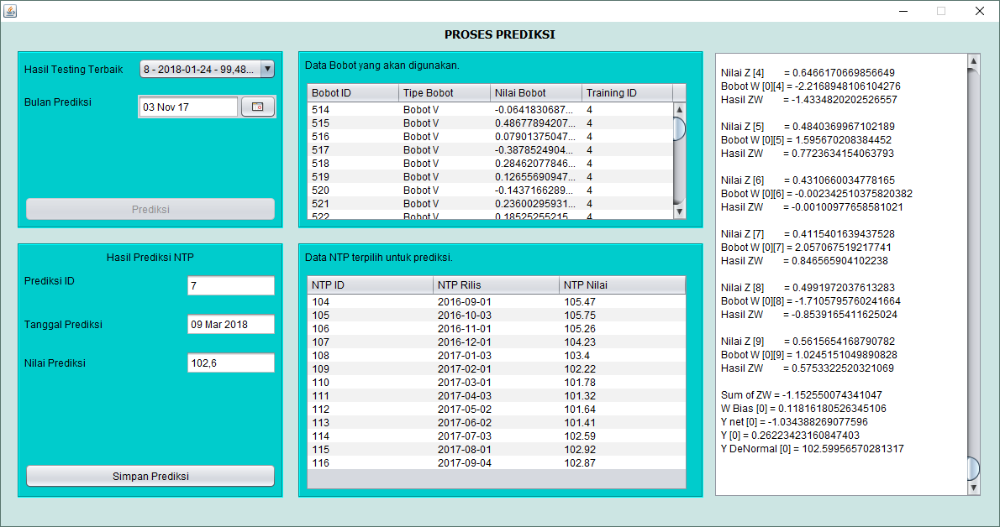 PROSES PREDIKSI
Hasil Testing Terbaik 8 - 2018-01-24 - 99,48...
Bulan Prediksi 03 Nov 17
Prediksi
Data Bobot yang akan digunakan.
Bobot ID Tipe Bobot Nilai Bobot Training ID
514 Bobot V -0.0641830687... 4
515 Bobot V 0.48677894207... 4
516 Bobot V 0.07901375047... 4
517 Bobot V -0.3878524904... 4
518 Bobot V 0.28462077846... 4
519 Bobot V 0.12655690947... 4
520 Bobot V -0.1437166289... 4
521 Bobot V 0.23600295931... 4
522 Bobot V 0.18525255215... 4
Hasil Prediksi NTP
Prediksi ID 7
Tanggal Prediksi 09 Mar 2018
Nilai Prediksi 102,6
Simpan Prediksi
Data NTP terpilih untuk prediksi.
NTP ID NTP Rilis NTP Nilai
104 2016-09-01 105.47
105 2016-10-03 105.75
106 2016-11-01 105.26
107 2016-12-01 104.23
108 2017-01-03 103.4
109 2017-02-01 102.22
110 2017-03-01 101.78
111 2017-04-03 101.32
112 2017-05-02 101.64
113 2017-06-02 101.41
114 2017-07-03 102.59
115 2017-08-01 102.92
116 2017-09-04 102.87
Nilai Z [4] = 0.6466170669856649
Bobot W [0][4] = -2.2168948106104276
Hasil ZW = -1.4334820202526557
Nilai Z [5] = 0.4840369967102189
Bobot W [0][5] = 1.595670208384452
Hasil ZW = 0.7723634154063793
Nilai Z [6] = 0.4310660034778165
Bobot W [0][6] = -0.002342510375820382
Hasil ZW = -0.00100977658581021
Nilai Z [7] = 0.4115401639437528
Bobot W [0][7] = 2.057067519217741
Hasil ZW = 0.846565904102238
Nilai Z [8] = 0.4991972037613283
Bobot W [0][8] = -1.7105795760241664
Hasil ZW = -0.8539165411625024
Nilai Z [9] = 0.5615654168790782
Bobot W [0][9] = 1.0245151049890828
Hasil ZW = 0.5753322520321069
Sum of ZW = -1.152550074341047
W Bias [0] = 0.11816180526345106
Y net [0] = -1.034388269077596
Y [0] = 0.26223423160847403
Y DeNormal [0] = 102.59956570281317